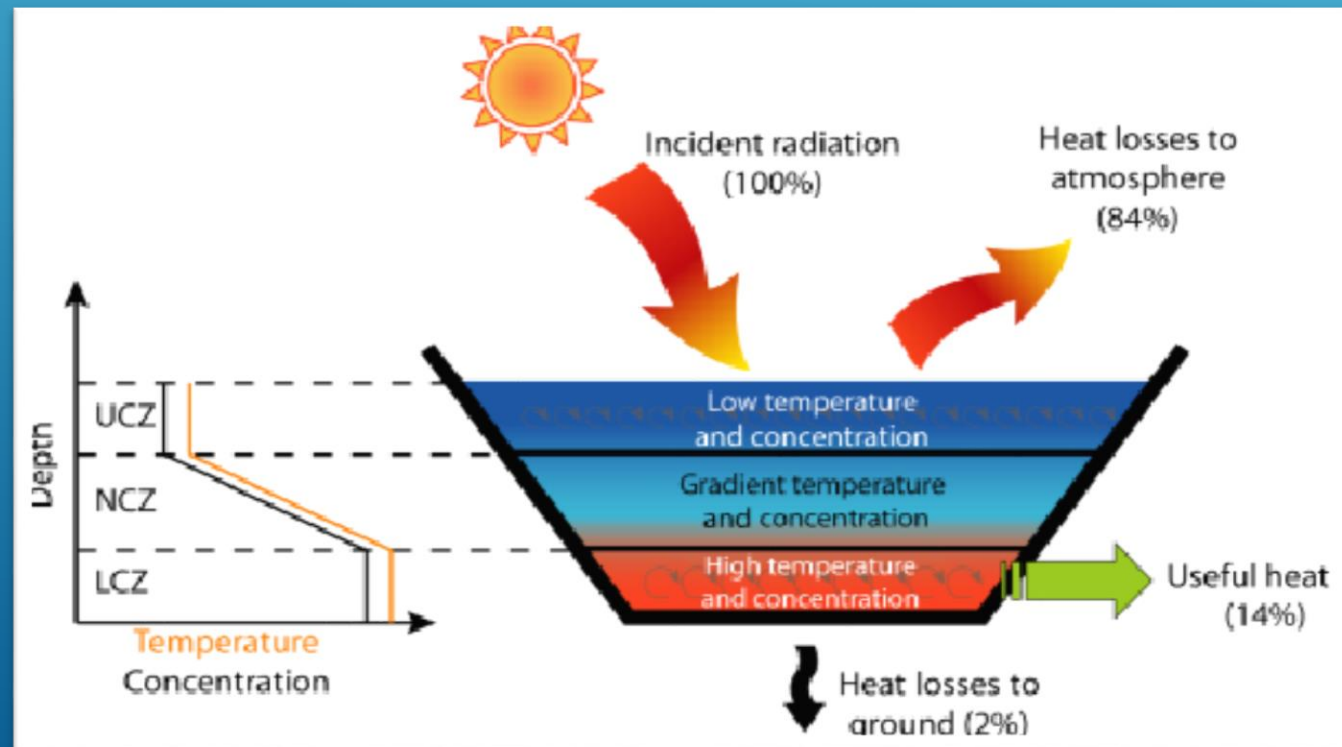 Incident radiation
(100%)
Heat losses to
atmosphere
(84%)
Depth
UCZ
NCZ
LCZ
Temperature
Concentration
Low temperature
and concentration
Gradient temperature
and concentration
High temperature
and concentration
Useful heat
(14%)
Heat losses to
ground (2%)